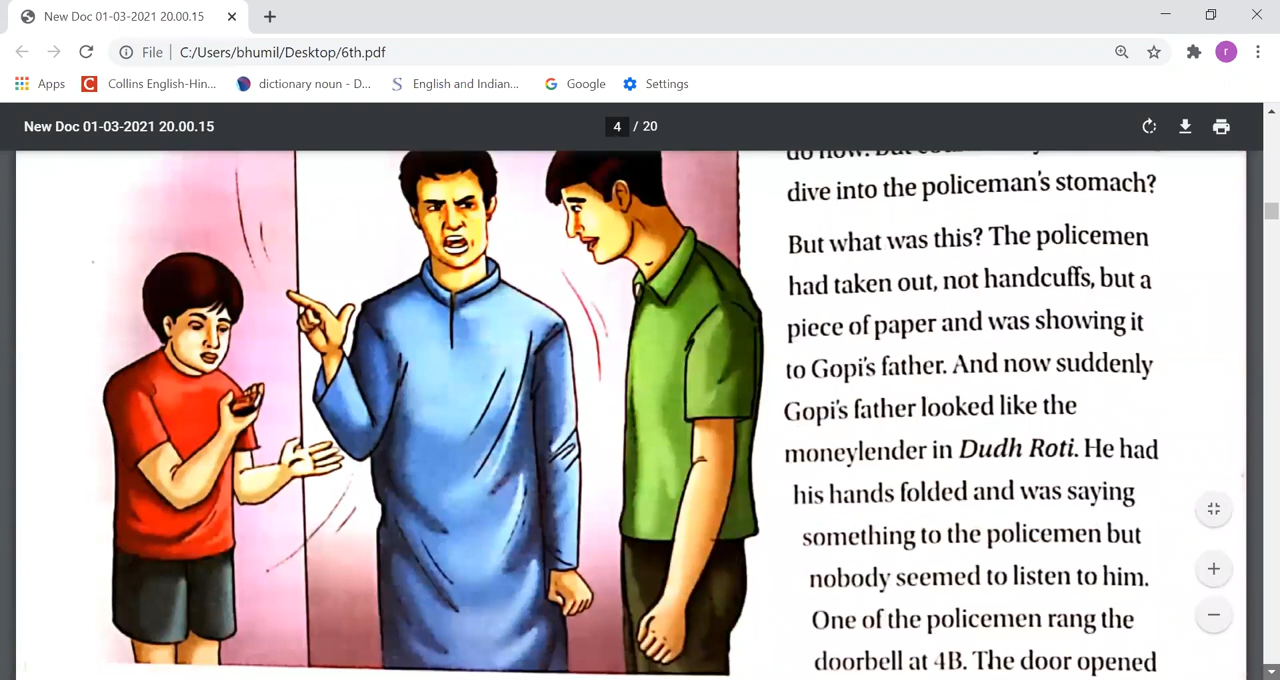 New Doc 01-03-2021 20.00.15
File
C:/Users/bhumil/Desktop/6th.pdf
r
Apps
C
Collins English-Hin...
dictionary noun - D...
S
English and Indian...
G
Google
Settings
New Doc 01-03-2021 20.00.15
4 / 20
do now.
dive into the policeman's stomach?
But what was this? The policemen
had taken out, not handcuffs, but a
piece of paper and was showing it
to Gopi's father. And now suddenly
Gopi's father looked like the
moneylender in Dudh Roti. He had
his hands folded and was saying
something to the policemen but
nobody seemed to listen to him.
One of the policemen rang the
doorbell at 4B. The door opened